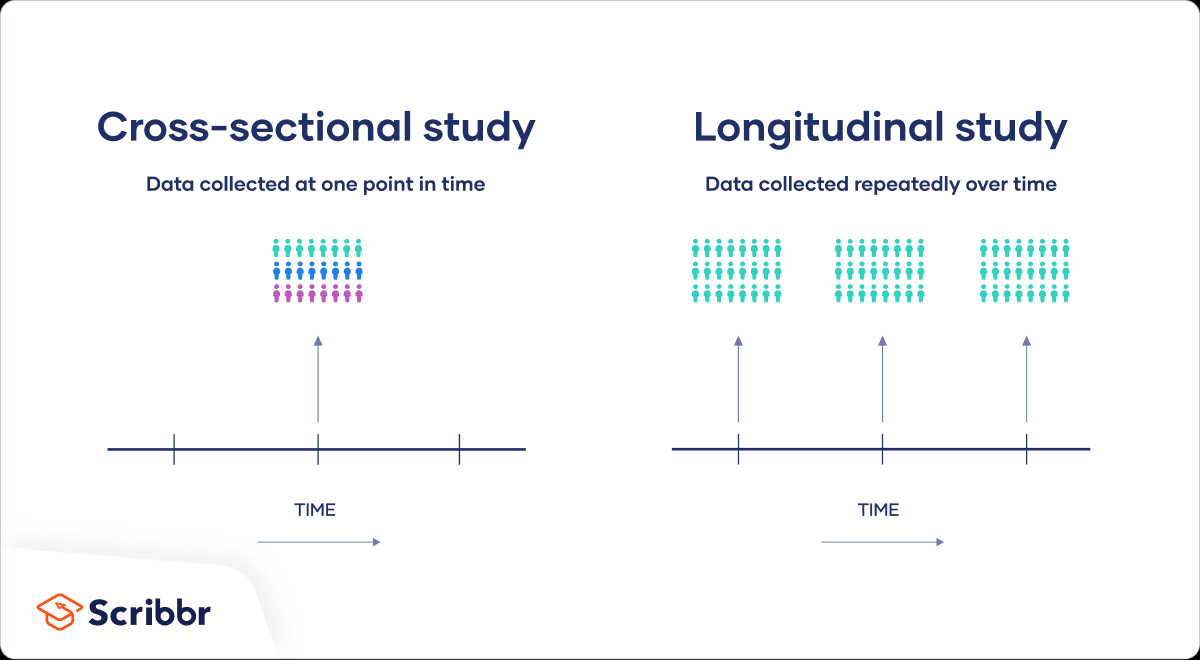 Cross-sectional study
Data collected at one point in time
TIME
Longitudinal study
Data collected repeatedly over time
TIME
Scribbr